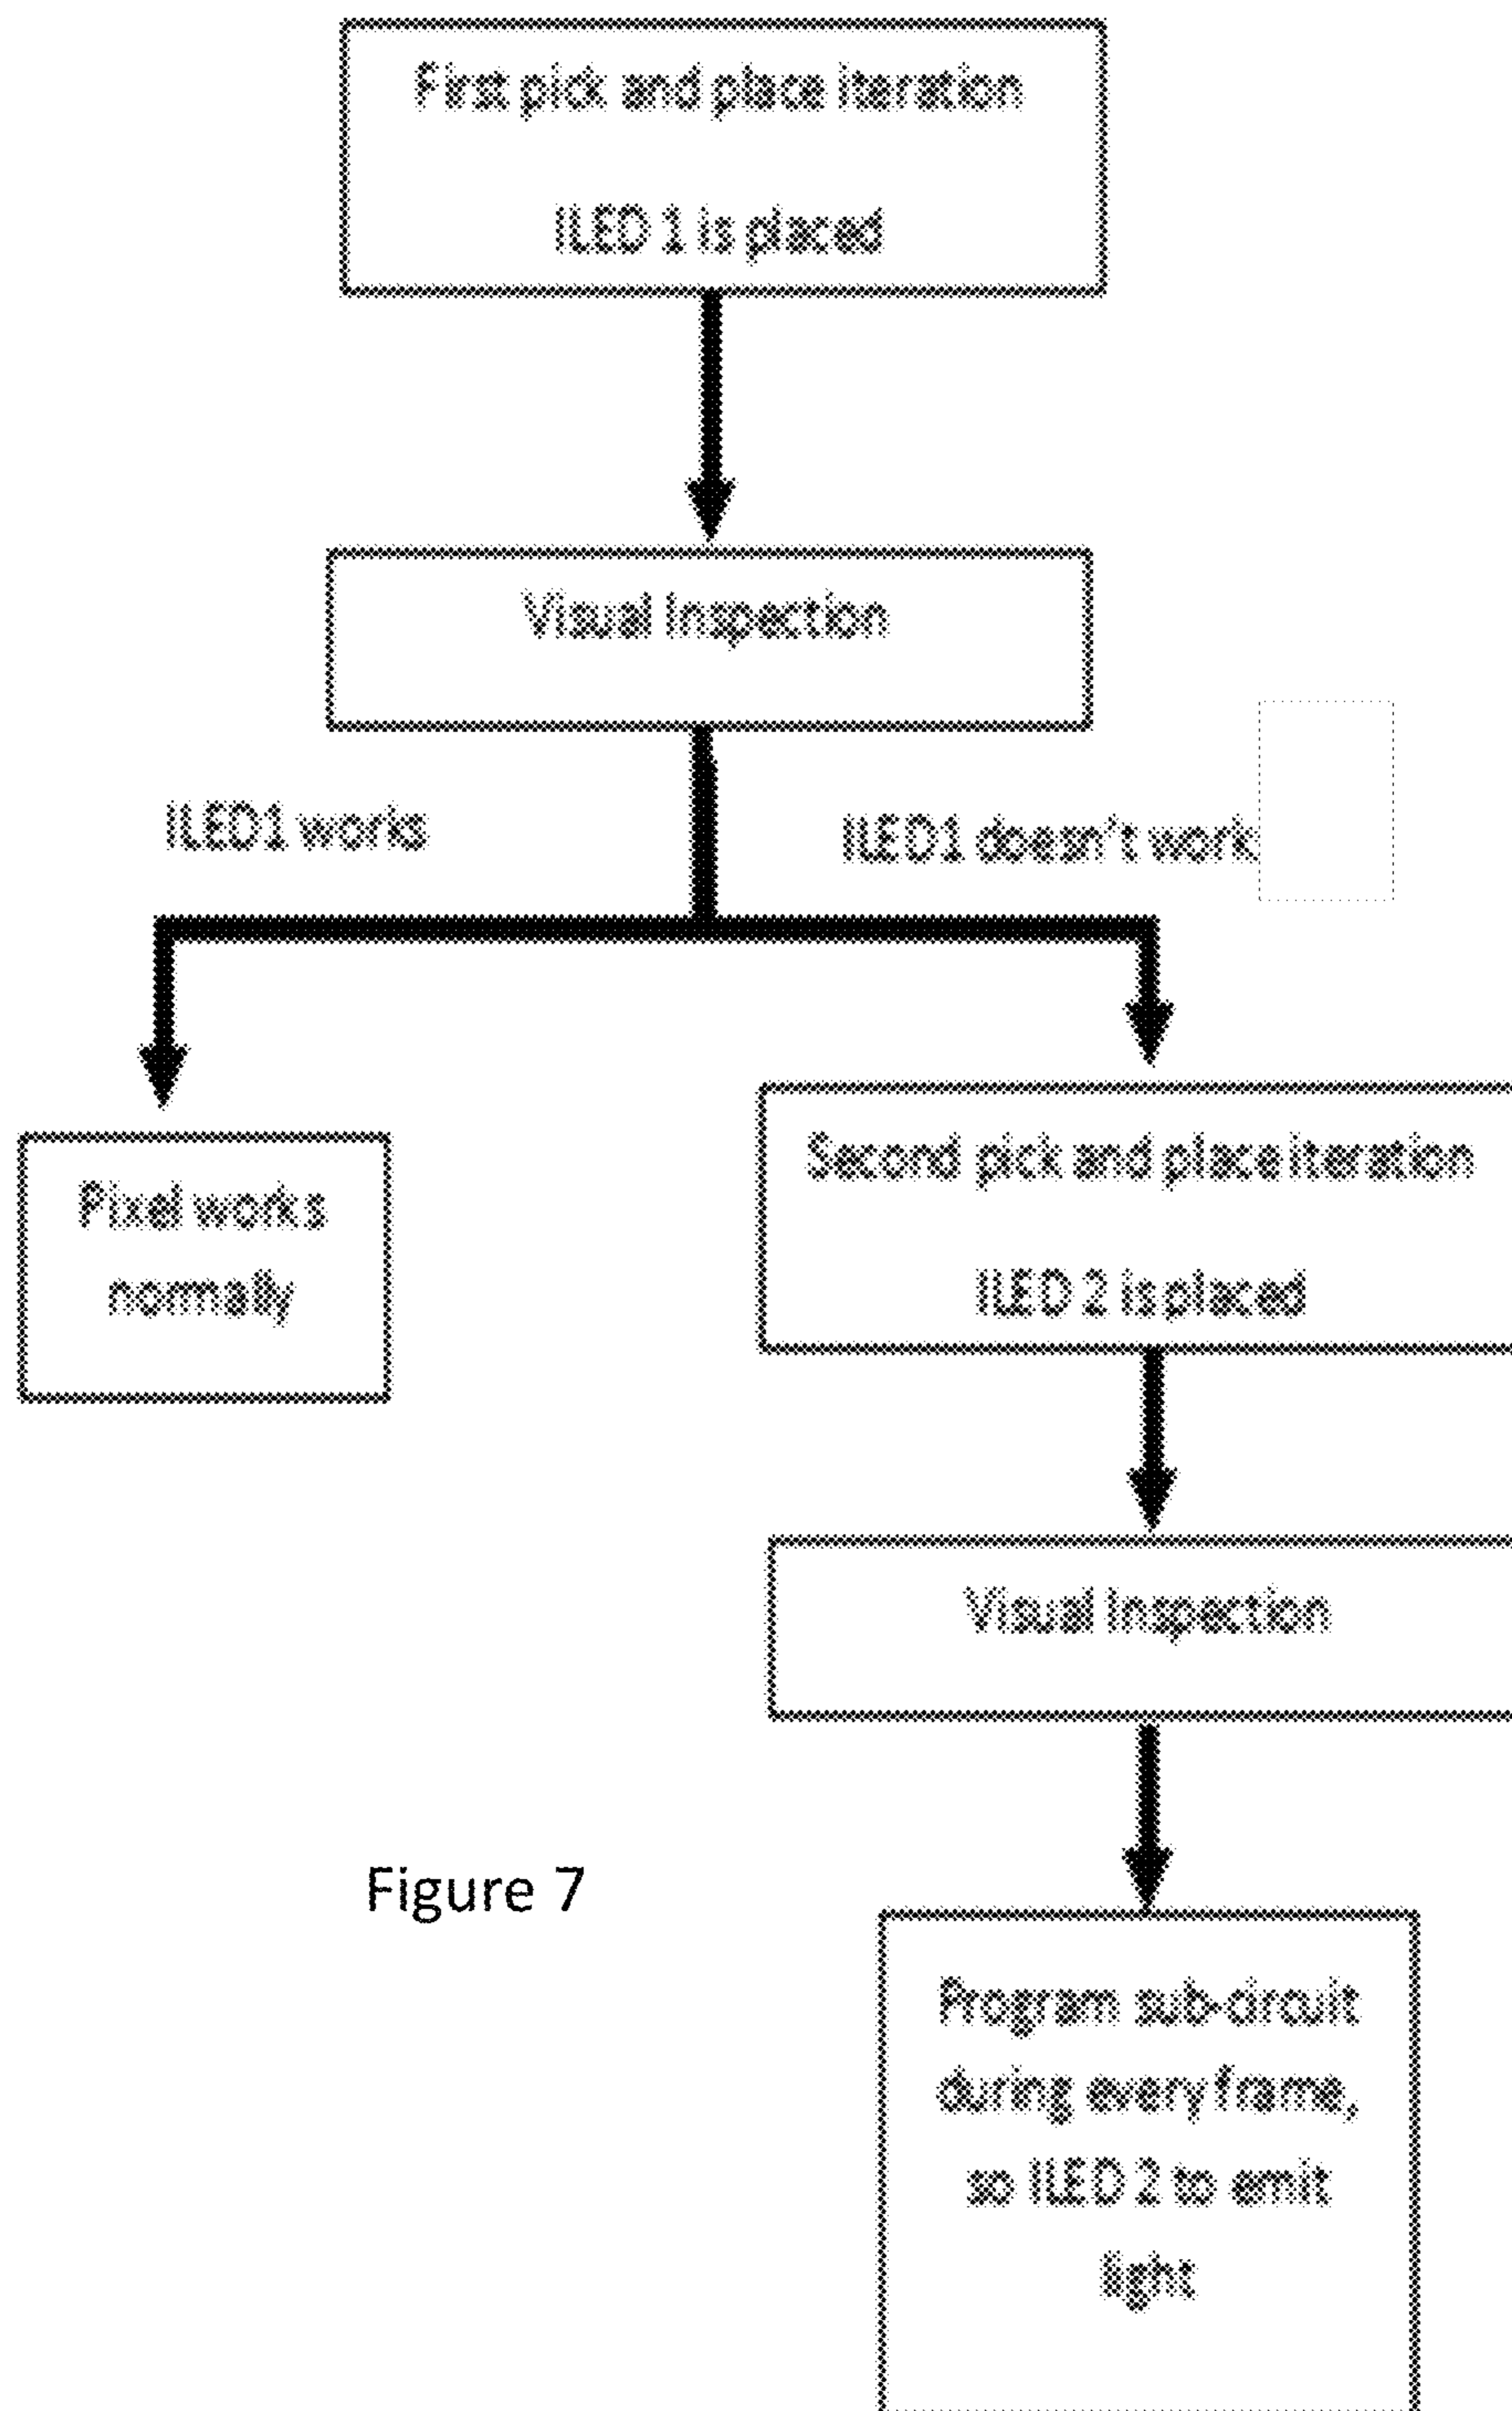 First pick and place iteration
ILED 1 is placed
Visual Inspection
ILED1 works
ILED1 doesn't work
Pixel works
normally
Second pick and place iteration
ILED 2 is placed
Visual Inspection
Figure 7
Program sub-circuit
during every frame,
so ILED 2 to emit
light